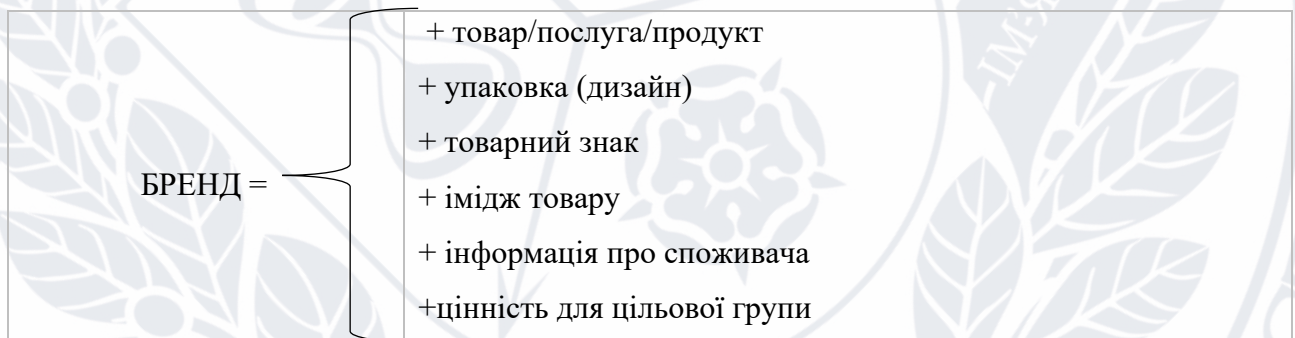 + товар/послуга/продукт
+ упаковка (дизайн)
+ товарний знак
БРЕНД =
+ імідж товару
+ інформація про споживача
+цінність для цільової групи